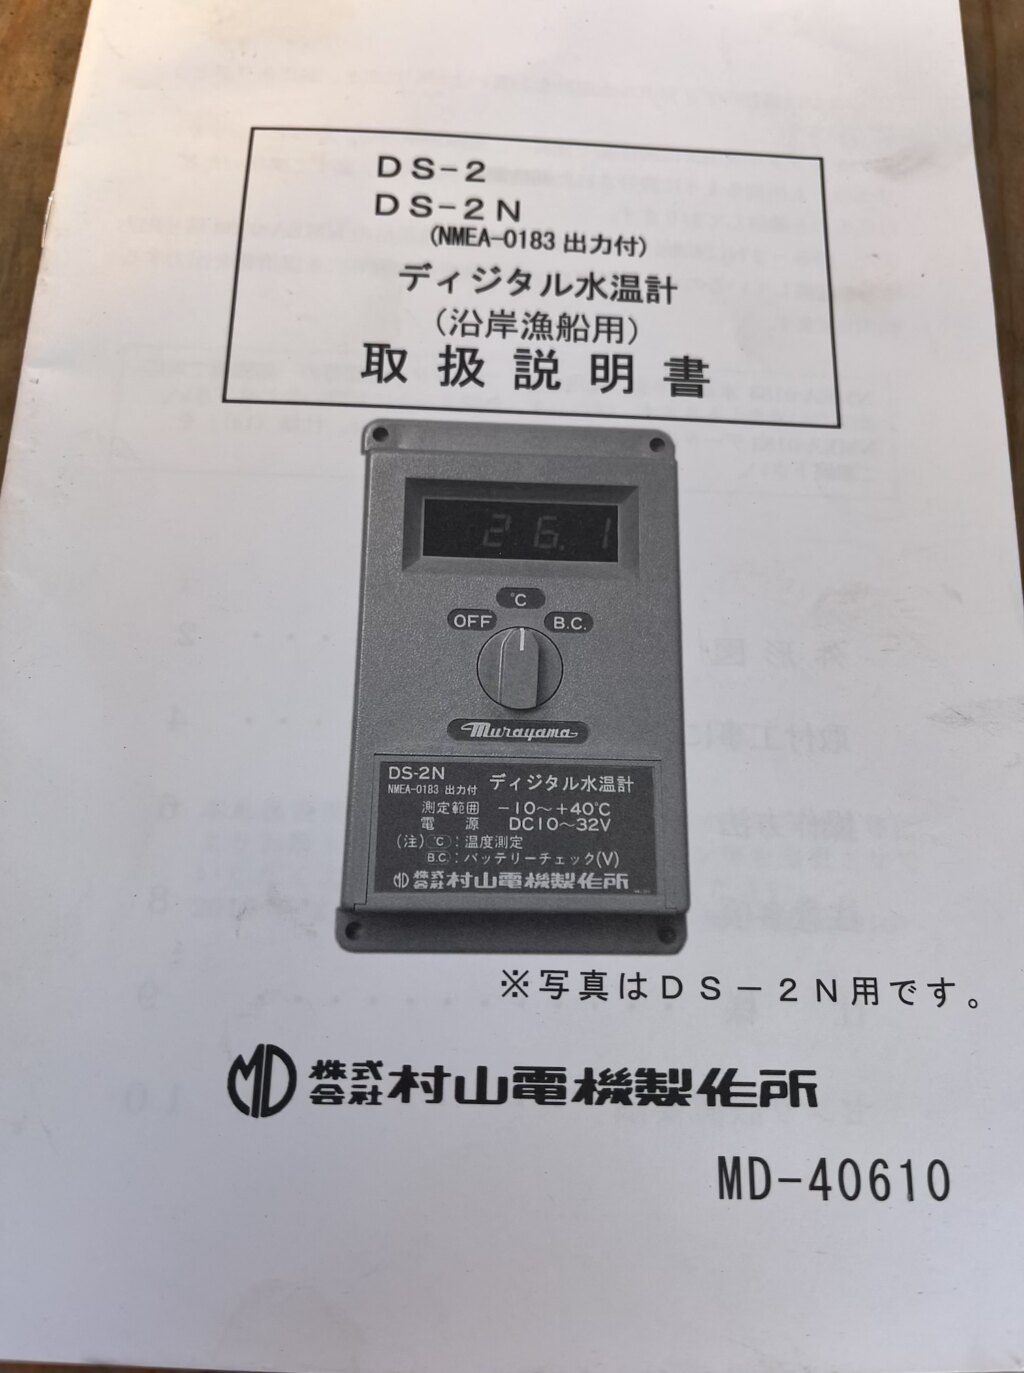 DS-2
DS-2N
(NMEA-0183 出力付)
ディジタル水温計
(沿岸漁船用)
取扱説明書
26.1
℃
OFF
B.C.
Murayama
DS-2N
NMEA-0183 出力付 ディジタル水温計
測定範囲 -10~+40℃
電源 DC10~32V
(注) ℃:温度測定
B.C.:バッテリーチェック(V)
MD 株式会社 村山電機製作所
※写真はDS-2N用です。
MD 株式会社 村山電機製作所
MD-40610